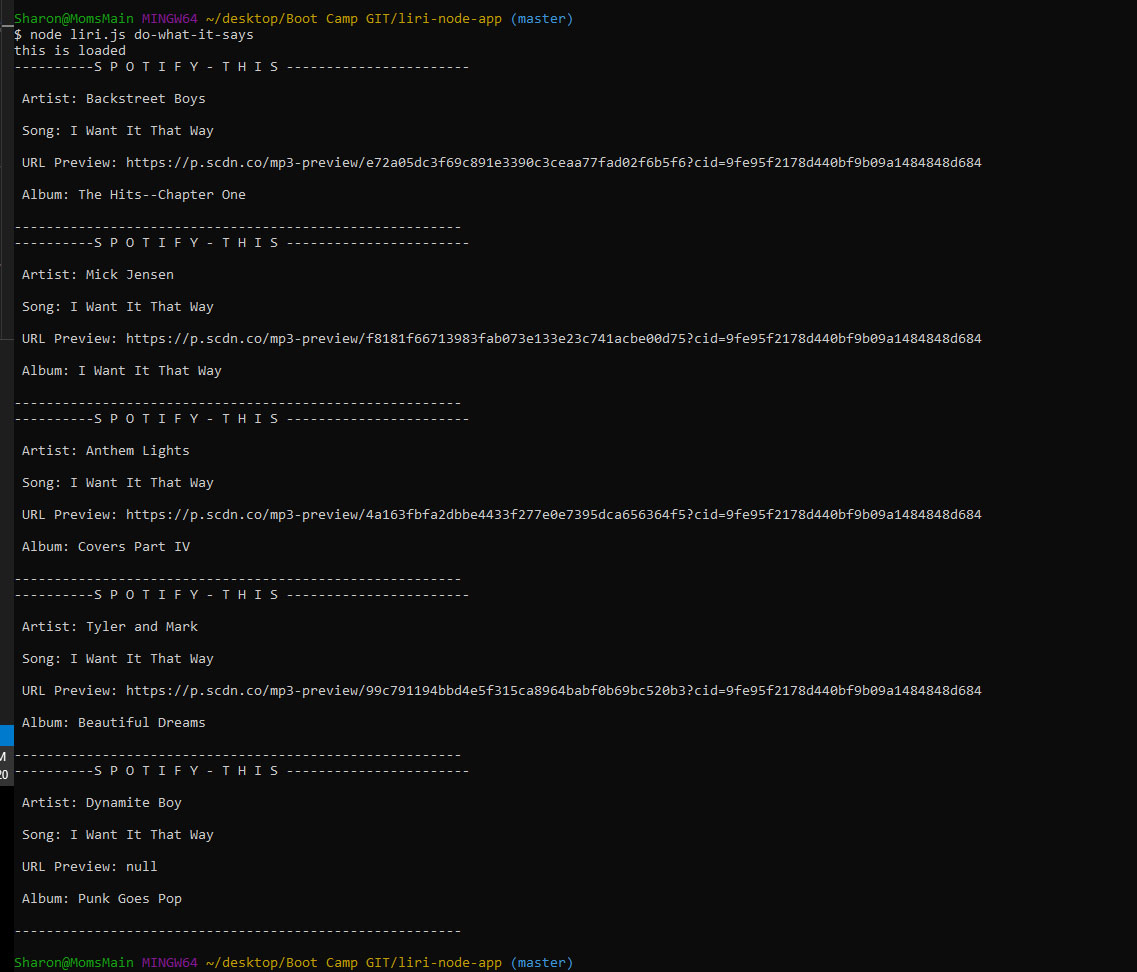 Sharon@MomsMain MINGW64 ~/desktop/Boot Camp GIT/liri-node-app (master)
$ node liri.js do-what-it-says
this is loaded
----------S P O T I F Y - T H I S -----------------------
Artist: Backstreet Boys
Song: I Want It That Way
URL Preview: https://p.scdn.co/mp3-preview/e72a05dc3f69c891e3390c3ceaa77fad02f6b5f6?cid=9fe95f2178d440bf9b09a1484848d684
Album: The Hits--Chapter One
--------------------------------------------------------
----------S P O T I F Y - T H I S -----------------------
Artist: Mick Jensen
Song: I Want It That Way
URL Preview: https://p.scdn.co/mp3-preview/f8181f66713983fab073e133e23c741acbe00d75?cid=9fe95f2178d440bf9b09a1484848d684
Album: I Want It That Way
--------------------------------------------------------
----------S P O T I F Y - T H I S -----------------------
Artist: Anthem Lights
Song: I Want It That Way
URL Preview: https://p.scdn.co/mp3-preview/4a163fbfa2dbbe4433f277e0e7395dca656364f5?cid=9fe95f2178d440bf9b09a1484848d684
Album: Covers Part IV
--------------------------------------------------------
----------S P O T I F Y - T H I S -----------------------
Artist: Tyler and Mark
Song: I Want It That Way
URL Preview: https://p.scdn.co/mp3-preview/99c791194bbd4e5f315ca8964babf0b69bc520b3?cid=9fe95f2178d440bf9b09a1484848d684
Album: Beautiful Dreams
--------------------------------------------------------
M
----------S P O T I F Y - T H I S -----------------------
20
Artist: Dynamite Boy
Song: I Want It That Way
URL Preview: null
Album: Punk Goes Pop
--------------------------------------------------------
Sharon@MomsMain MINGW64 ~/desktop/Boot Camp GIT/liri-node-app (master)